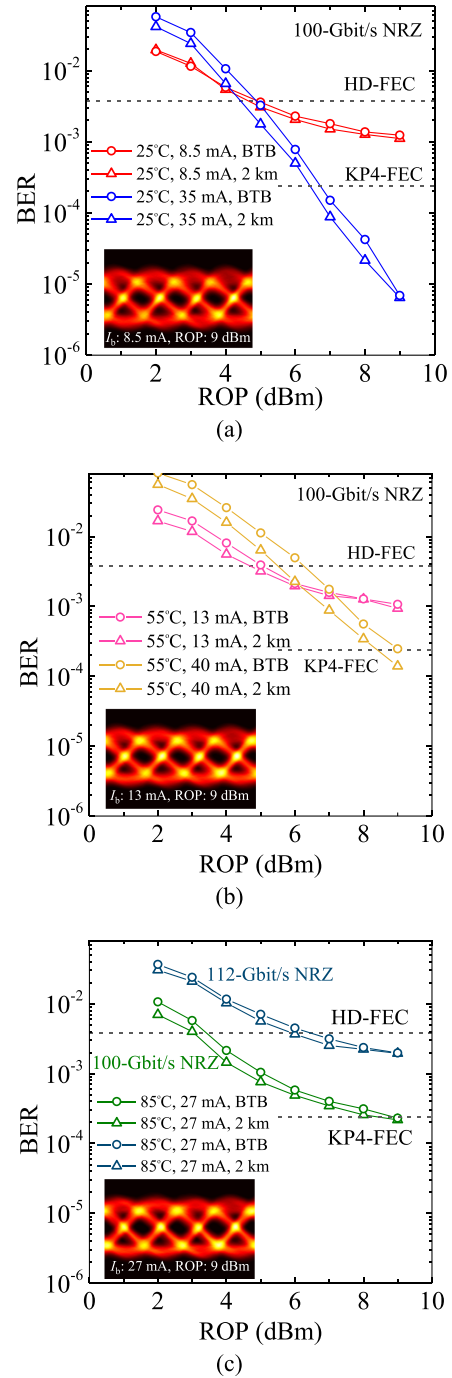 100-Gbit/s NRZ
HD-FEC
KP4-FEC
25°C, 8.5 mA, BTB
25°C, 8.5 mA, 2 km
25°C, 35 mA, BTB
25°C, 35 mA, 2 km
I_b: 8.5 mA, ROP: 9 dBm
BER
10^-2
10^-3
10^-4
10^-5
10^-6
0 2 4 6 8 10
ROP (dBm)
(a)
100-Gbit/s NRZ
HD-FEC
KP4-FEC
55°C, 13 mA, BTB
55°C, 13 mA, 2 km
55°C, 40 mA, BTB
55°C, 40 mA, 2 km
I_b: 13 mA, ROP: 9 dBm
BER
10^-2
10^-3
10^-4
10^-5
10^-6
0 2 4 6 8 10
ROP (dBm)
(b)
112-Gbit/s NRZ
HD-FEC
100-Gbit/s NRZ
KP4-FEC
85°C, 27 mA, BTB
85°C, 27 mA, 2 km
85°C, 27 mA, BTB
85°C, 27 mA, 2 km
I_b: 27 mA, ROP: 9 dBm
BER
10^-2
10^-3
10^-4
10^-5
10^-6
0 2 4 6 8 10
ROP (dBm)
(c)